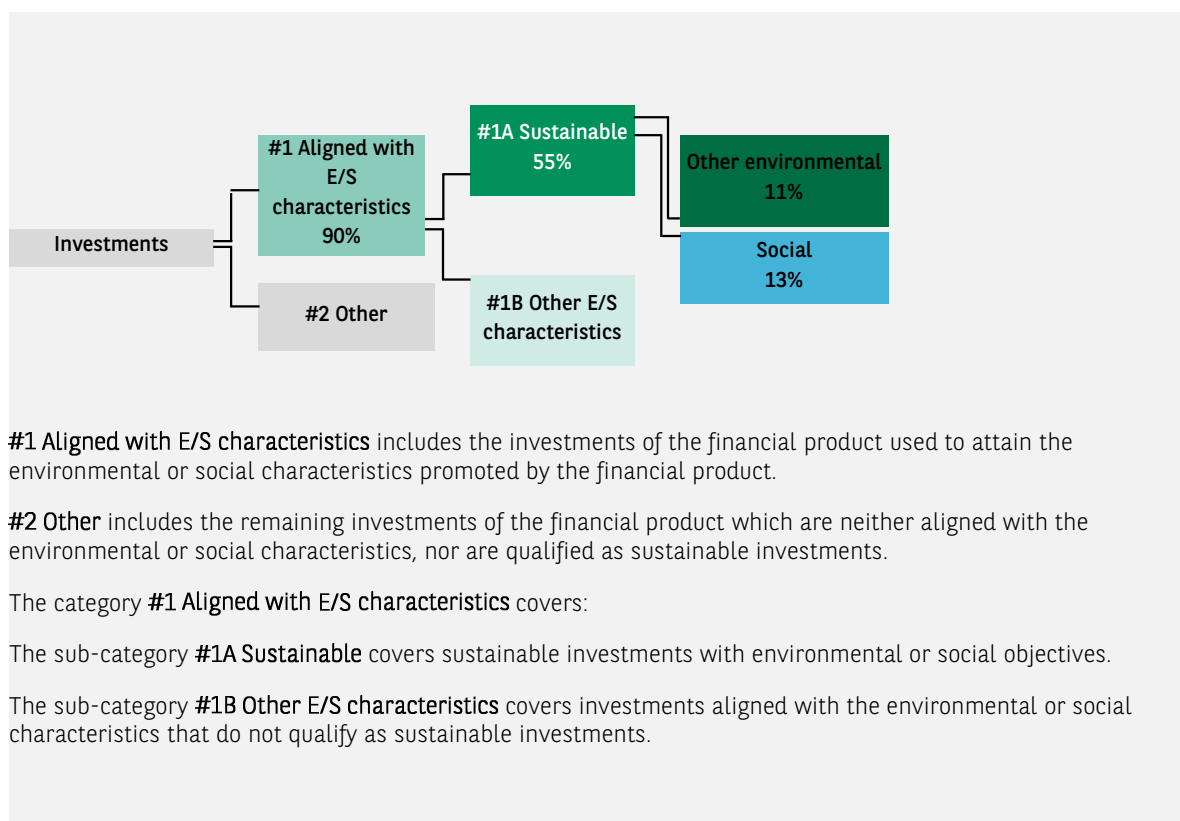 Investments
#1 Aligned with
E/S
characteristics
90%
#2 Other
#1A Sustainable
55%
#1B Other E/S
characteristics
Other environmental
11%
Social
13%
#1 Aligned with E/S characteristics includes the investments of the financial product used to attain the
environmental or social characteristics promoted by the financial product.
#2 Other includes the remaining investments of the financial product which are neither aligned with the
environmental or social characteristics, nor are qualified as sustainable investments.
The category #1 Aligned with E/S characteristics covers:
The sub-category #1A Sustainable covers sustainable investments with environmental or social objectives.
The sub-category #1B Other E/S characteristics covers investments aligned with the environmental or social
characteristics that do not qualify as sustainable investments.